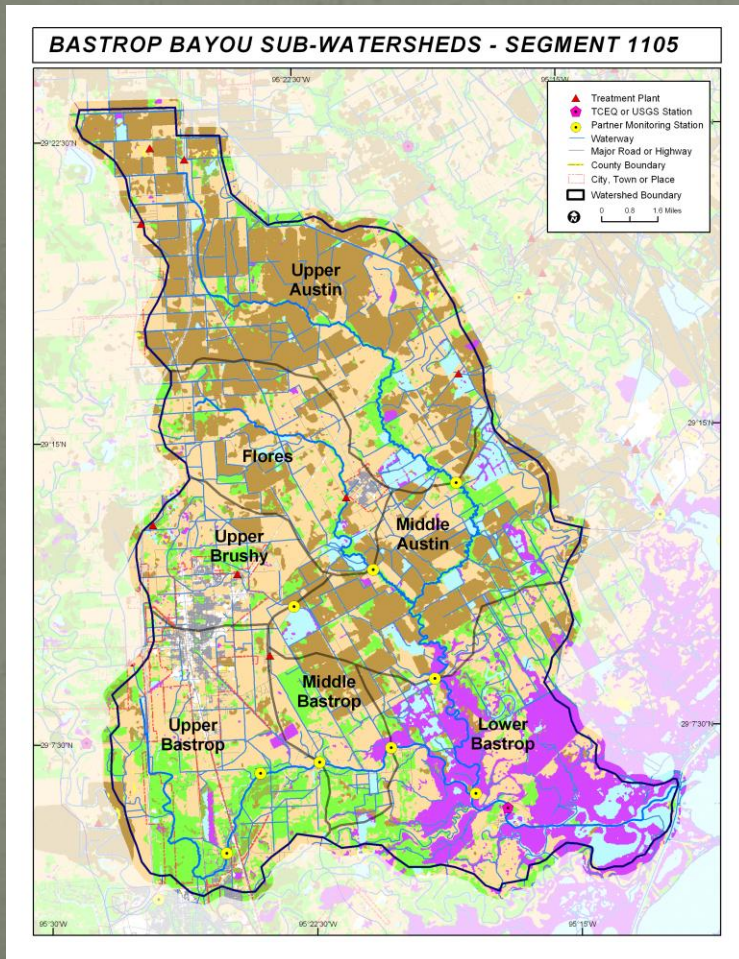 BASTROP BAYOU SUB-WATERSHEDS - SEGMENT 1105
95°22'30"W
95°15'W
Treatment Plant
TCEQ or USGS Station
Partner Monitoring Station
Waterway
Major Road or Highway
County Boundary
City, Town or Place
Watershed Boundary
N
0 0.8 1.6 Miles
29°22'30"N
Upper
Austin
29°15'N
29°15'N
Flores
Middle
Austin
Upper
Brushy
Middle
Bastrop
Upper
Bastrop
Lower
Bastrop
29°7'30"N
29°7'30"N
95°30'W
95°22'30"W
95°15'W